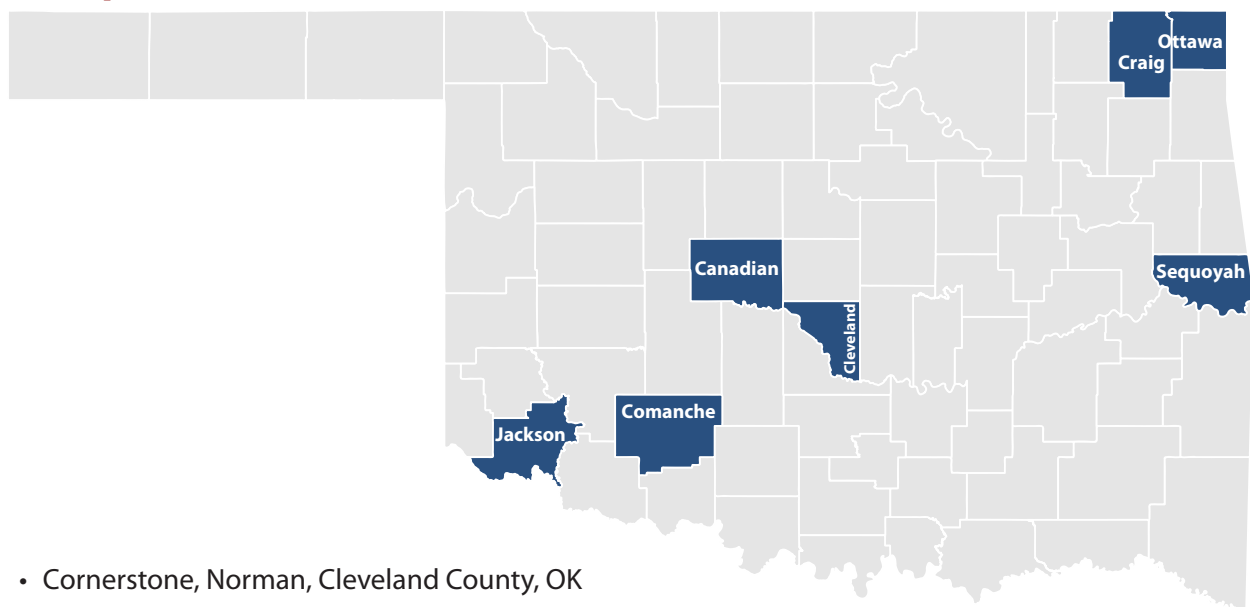 Ottawa
Craig
Canadian
Sequoyah
Cleveland
Comanche
Jackson
• Cornerstone, Norman, Cleveland County, OK